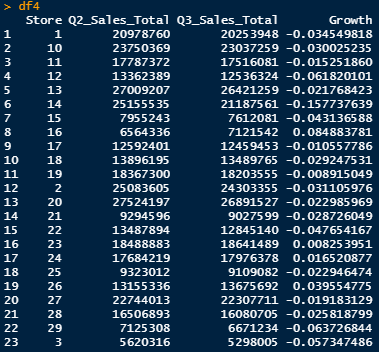 > df4
Store Q2_Sales_Total Q3_Sales_Total Growth
1 1 20978760 20253948 -0.034549818
2 10 23750369 23037259 -0.030025235
3 11 17787372 17516081 -0.015251860
4 12 13362389 12536324 -0.061820101
5 13 27009207 26421259 -0.021768423
6 14 25155535 21187561 -0.157737639
7 15 7955243 7612081 -0.043136588
8 16 6564336 7121542 0.084883781
9 17 12592401 12459453 -0.010557786
10 18 13896195 13489765 -0.029247531
11 19 18367300 18203555 -0.008915049
12 2 25083605 24303355 -0.031105976
13 20 27524197 26891527 -0.022985969
14 21 9294596 9027599 -0.028726049
15 22 13487894 12845140 -0.047654167
16 23 18488883 18641489 0.008253951
17 24 17684219 17976378 0.016520877
18 25 9323012 9109082 -0.022946474
19 26 13155336 13675692 0.039554775
20 27 22744013 22307711 -0.019183129
21 28 16506893 16080705 -0.025818799
22 29 7125308 6671234 -0.063726844
23 3 5620316 5298005 -0.057347486